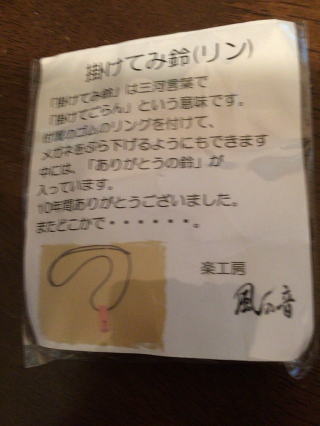 掛けてみ鈴(リン)
「掛けてみ鈴」は三河言葉で
「掛けてごらん」という意味です。
付属のゴムのリングを付けて、
メガネをぶら下げるようにもできます
中には、「ありがとうの鈴」が
入っています。
10年間ありがとうございました。
またどこかで・・・・・・。
楽工房